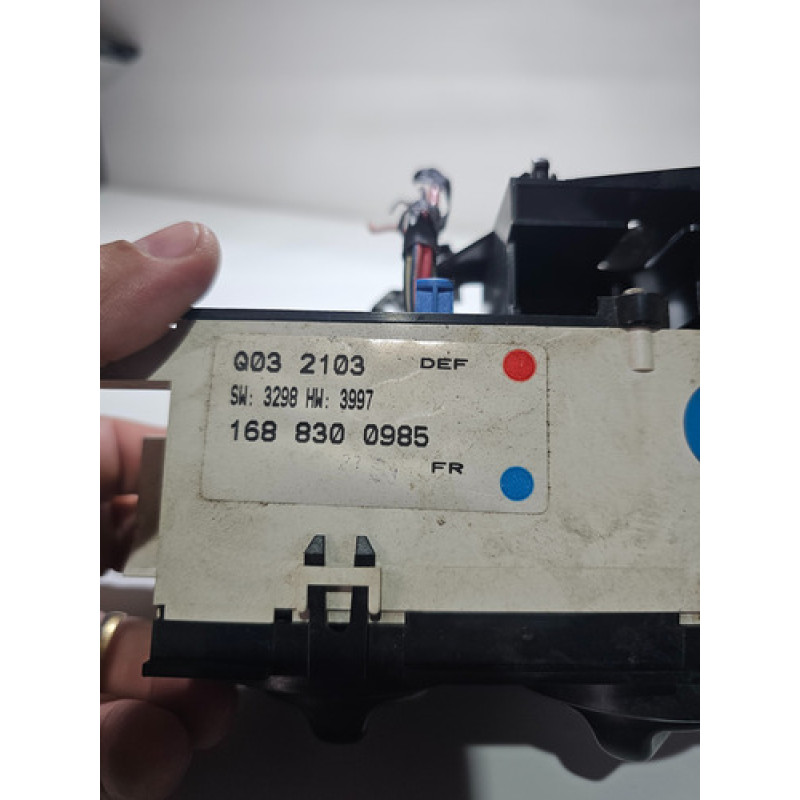 Q03 2103 DEF
SW: 3298 HW: 3997
168 830 0985
FR